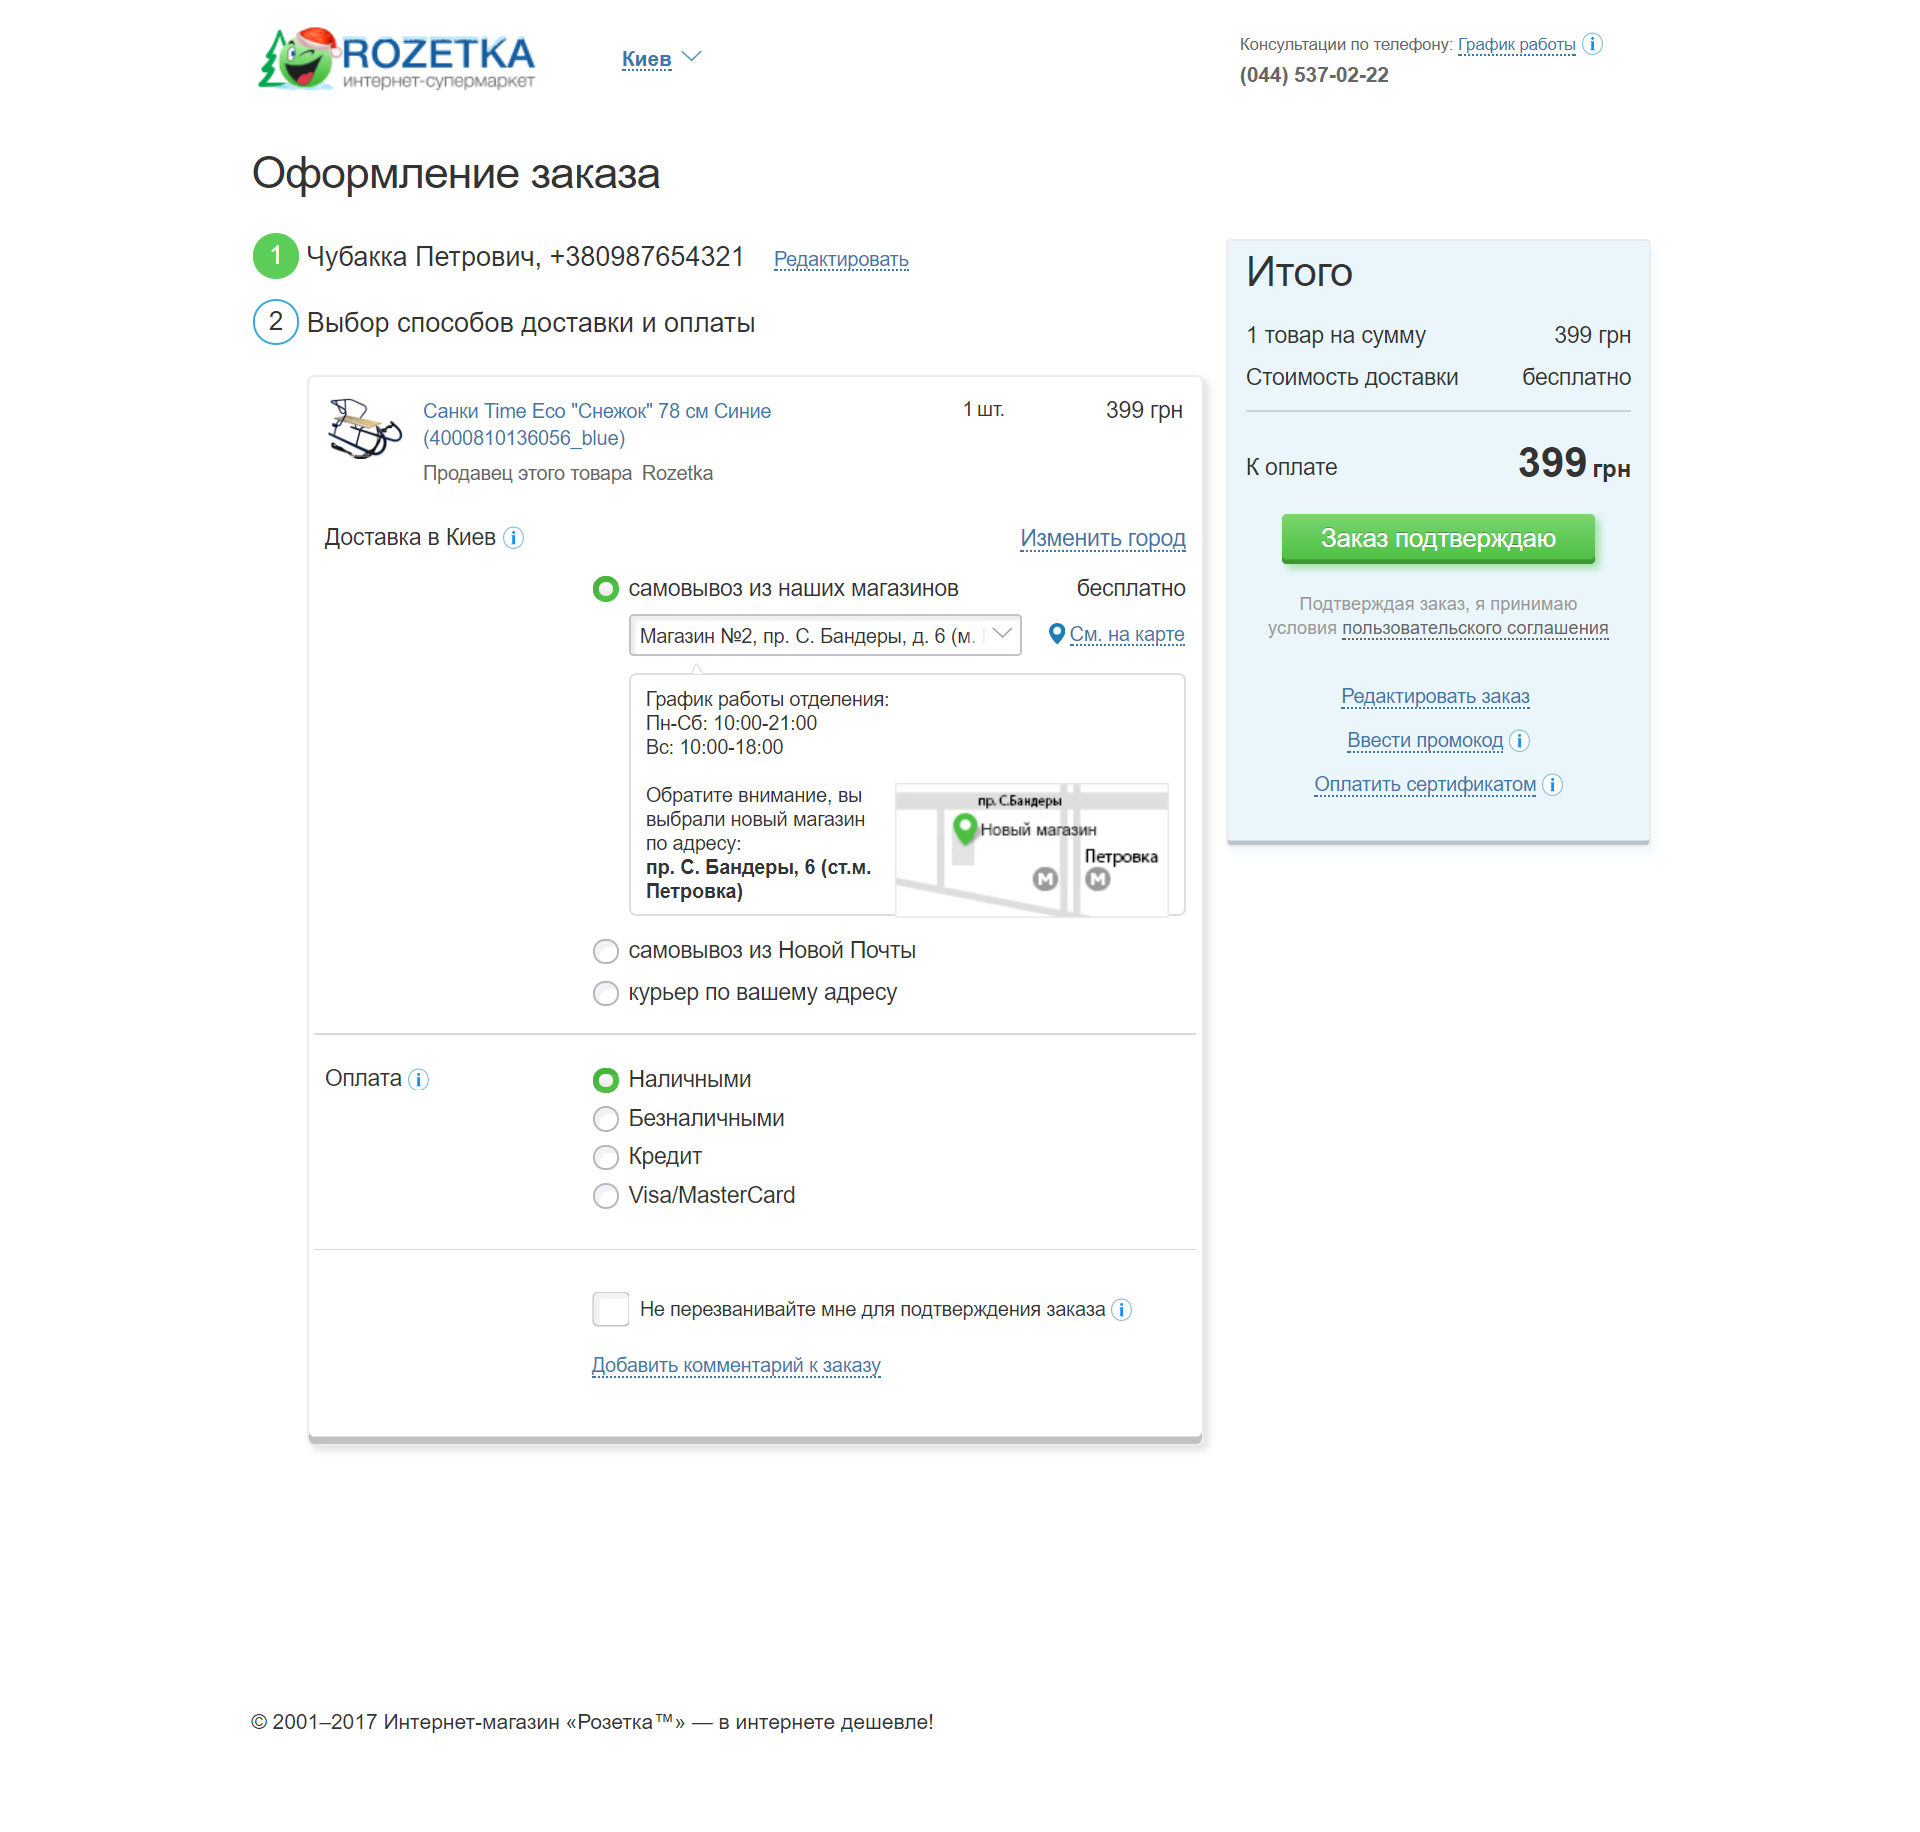 ROZETKA
интернет-супермаркет
Киев
Консультации по телефону: График работы
(044) 537-02-22
Оформление заказа
1 Чубакка Петрович, +380987654321 Редактировать
2 Выбор способов доставки и оплаты
Санки Time Eco "Снежок" 78 см Синие
(4000810136056_blue)
1 шт.
399 грн
Продавец этого товара Rozetka
Доставка в Киев
Изменить город
самовывоз из наших магазинов
бесплатно
Магазин №2, пр. С. Бандеры, д. 6 (м.
См. на карте
График работы отделения:
Пн-Сб: 10:00-21:00
Вс: 10:00-18:00
Обратите внимание, вы
выбрали новый магазин
по адресу:
пр. С. Бандеры, 6 (ст.м.
Петровка)
пр. С.Бандеры
Новый магазин
Петровка
М
М
самовывоз из Новой Почты
курьер по вашему адресу
Оплата
Наличными
Безналичными
Кредит
Visa/MasterCard
Не перезванивайте мне для подтверждения заказа
Добавить комментарий к заказу
Итого
1 товар на сумму 399 грн
Стоимость доставки бесплатно
К оплате 399 грн
Заказ подтверждаю
Подтверждая заказ, я принимаю
условия пользовательского соглашения
Редактировать заказ
Ввести промокод
Оплатить сертификатом
© 2001–2017 Интернет-магазин «Розетка™» — в интернете дешевле!